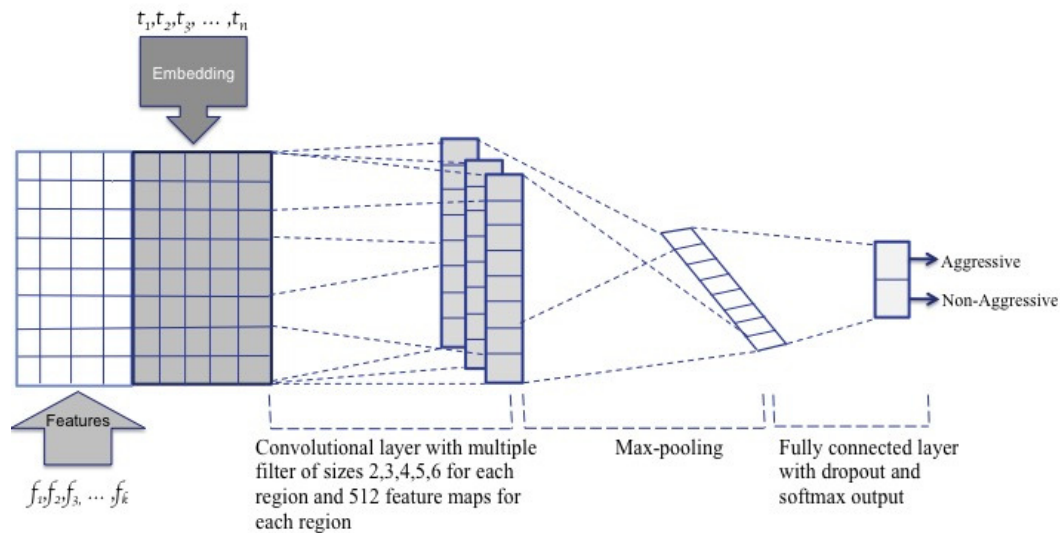 t₁,t₂,t₃, ... ,tₙ
Embedding
Aggressive
Non-Aggressive
Features
f₁,f₂,f₃, ... ,fₖ
Convolutional layer with multiple
filter of sizes 2,3,4,5,6 for each
region and 512 feature maps for
each region
Max-pooling
Fully connected layer
with dropout and
softmax output